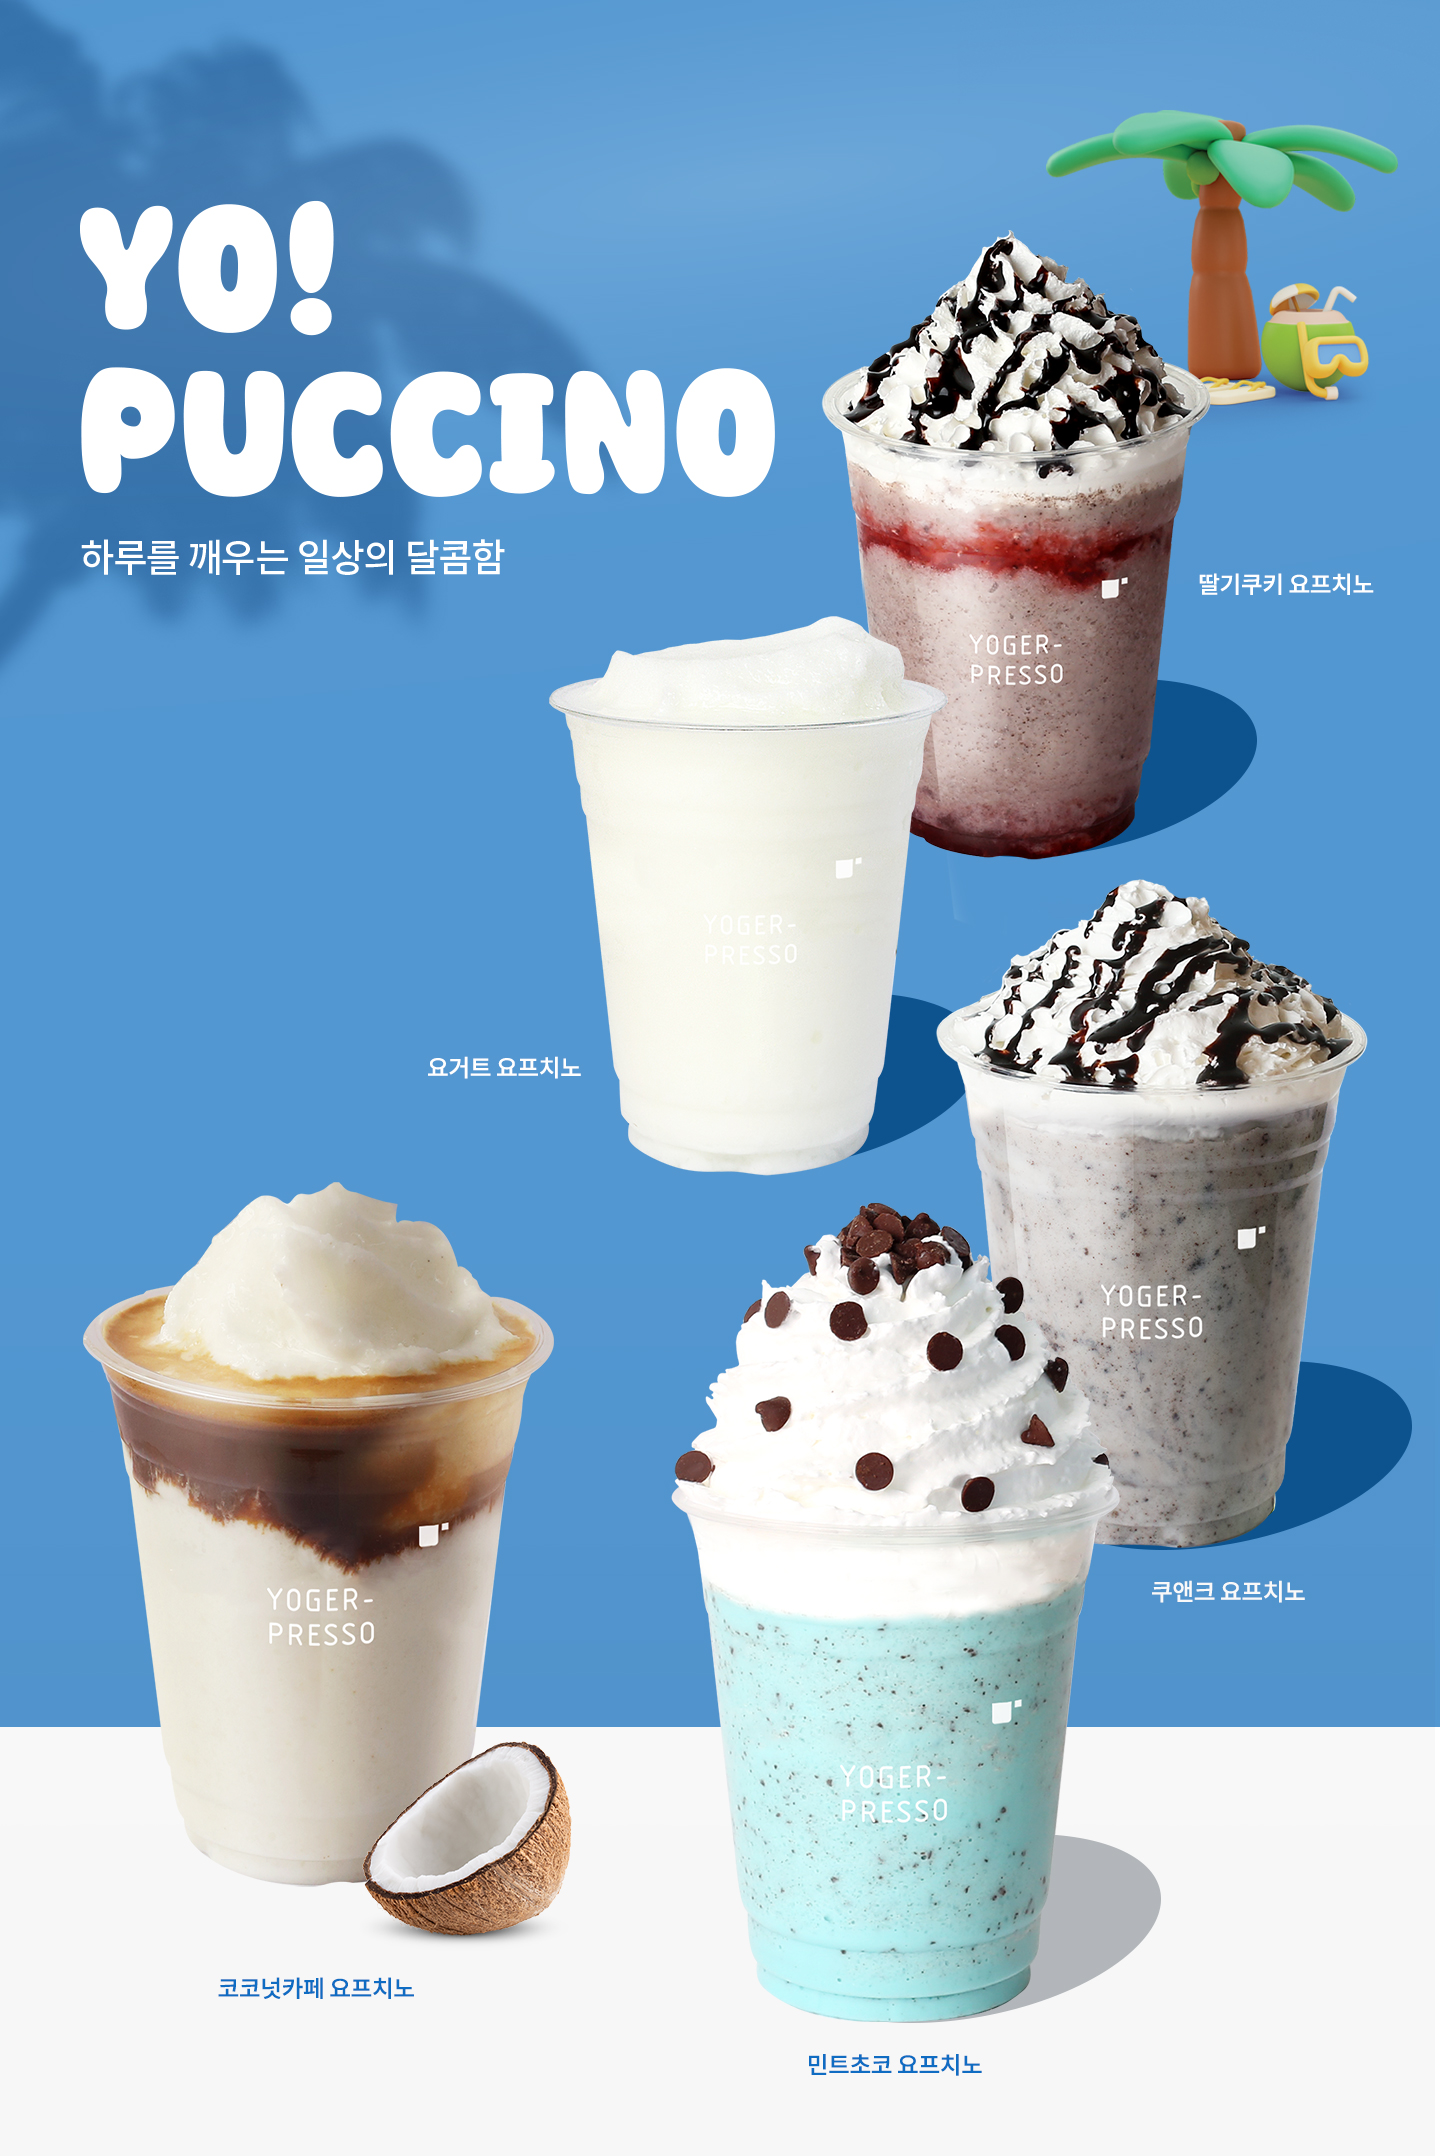 YO!
PUCCINO
하루를 깨우는 일상의 달콤함
딸기쿠키 요프치노
YOGER-
PRESSO
YOGER-
PRESSO
요거트 요프치노
YOGER-
PRESSO
쿠앤크 요프치노
YOGER-
PRESSO
코코넛카페 요프치노
YOGER-
PRESSO
민트초코 요프치노